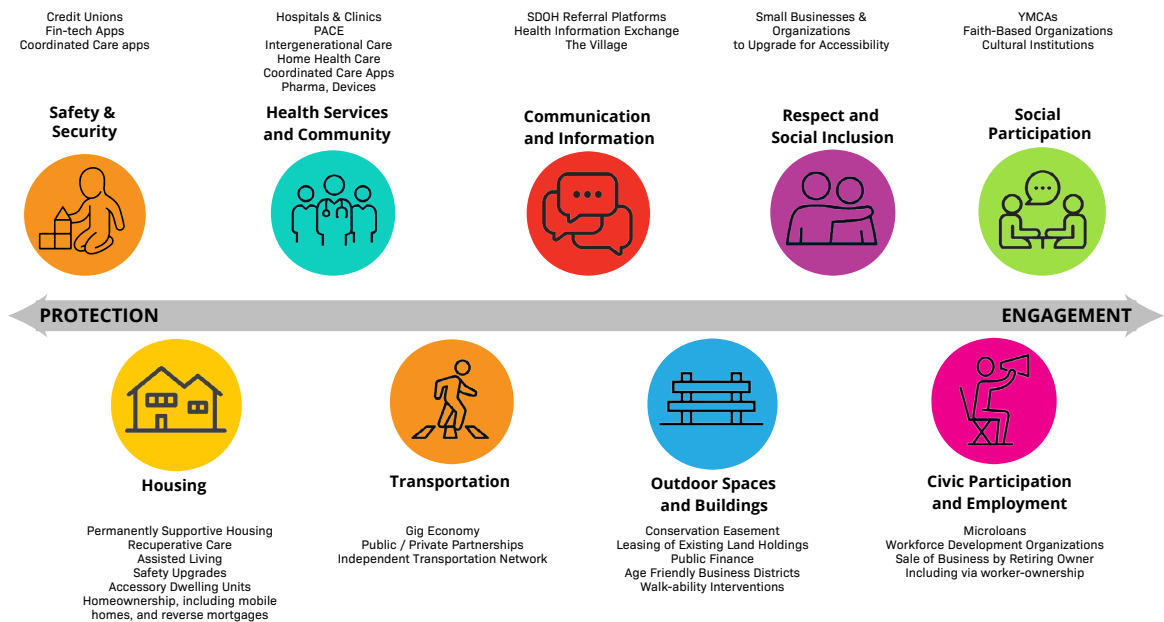 Credit Unions
Fin-tech Apps
Coordinated Care apps
Safety &
Security
Hospitals & Clinics
PACE
Intergenerational Care
Home Health Care
Coordinated Care Apps
Pharma, Devices
Health Services
and Community
SDOH Referral Platforms
Health Information Exchange
The Village
Communication
and Information
Small Businesses &
Organizations
to Upgrade for Accessibility
Respect and
Social Inclusion
YMCAs
Faith-Based Organizations
Cultural Institutions
Social
Participation
PROTECTION
ENGAGEMENT
Housing
Permanently Supportive Housing
Recuperative Care
Assisted Living
Safety Upgrades
Accessory Dwelling Units
Homeownership, including mobile
homes, and reverse mortgages
Transportation
Gig Economy
Public / Private Partnerships
Independent Transportation Network
Outdoor Spaces
and Buildings
Conservation Easement
Leasing of Existing Land Holdings
Public Finance
Age Friendly Business Districts
Walk-ability Interventions
Civic Participation
and Employment
Microloans
Workforce Development Organizations
Sale of Business by Retiring Owner
Including via worker-ownership